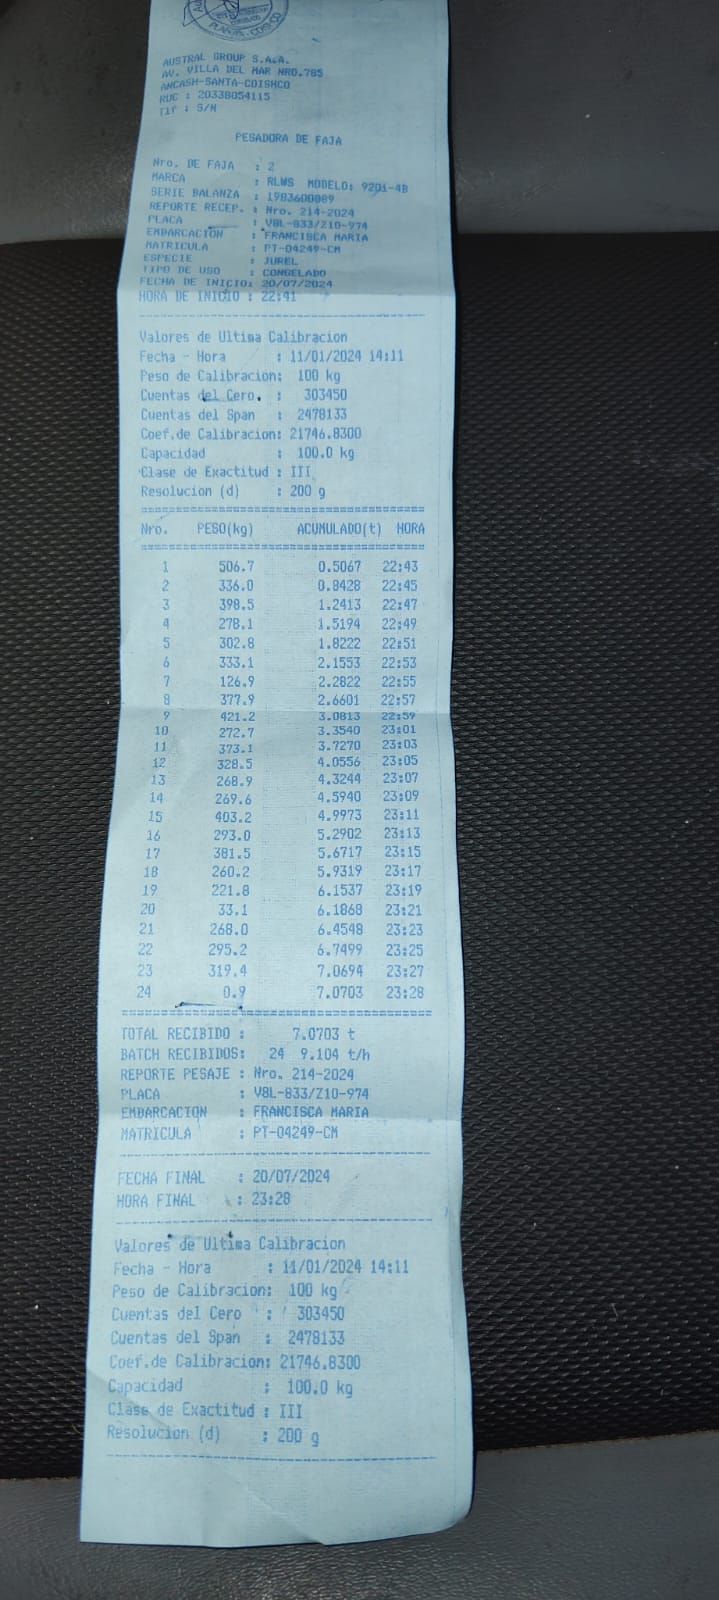 PLANTA - COISHCO
AUSTRAL GROUP S.A.A.
AV. VILLA DEL MAR NRO.785
ANCASH-SANTA-COISHCO
RUC : 20338054115
Tlf : S/N
PESADORA DE FAJA
Nro. DE FAJA : 2
MARCA : RLWS MODELO: 9201-4B
SERIE BALANZA : 1983600089
REPORTE RECEP. : Nro. 214-2024
PLACA : V8L-833/Z10-974
EMBARCACION : FRANCISCA MARIA
MATRICULA : PT-04249-CM
ESPECIE : JUREL
TIPO DE USO : CONGELADO
FECHA DE INICIO: 20/07/2024
HORA DE INICIO : 22:41
Valores de Ultima Calibracion
Fecha - Hora : 11/01/2024 14:11
Peso de Calibracion: 100 kg
Cuentas del Cero : 303450
Cuentas del Span : 2478133
Coef.de Calibracion: 21746.8300
Capacidad : 100.0 kg
Clase de Exactitud : III
Resolucion (d) : 200 g
Nro. PESO(kg) ACUMULADO(t) HORA
1 506.7 0.5067 22:43
2 336.0 0.8428 22:45
3 398.5 1.2413 22:47
4 278.1 1.5194 22:49
5 302.8 1.8222 22:51
6 333.1 2.1553 22:53
7 126.9 2.2822 22:55
8 377.9 2.6601 22:57
9 421.2 3.0813 22:59
10 272.7 3.3540 23:01
11 373.1 3.7270 23:03
12 328.5 4.0556 23:05
13 268.9 4.3244 23:07
14 269.6 4.5940 23:09
15 403.2 4.9973 23:11
16 293.0 5.2902 23:13
17 381.5 5.6717 23:15
18 260.2 5.9319 23:17
19 221.8 6.1537 23:19
20 33.1 6.1868 23:21
21 268.0 6.4548 23:23
22 295.2 6.7499 23:25
23 319.4 7.0694 23:27
24 0.9 7.0703 23:28
TOTAL RECIBIDO : 7.0703 t
BATCH RECIBIDOS: 24 9.104 t/h
REPORTE PESAJE : Nro. 214-2024
PLACA : V8L-833/Z10-974
EMBARCACION : FRANCISCA MARIA
MATRICULA : PT-04249-CM
FECHA FINAL : 20/07/2024
HORA FINAL : 23:28
Valores de Ultima Calibracion
Fecha - Hora : 11/01/2024 14:11
Peso de Calibracion: 100 kg
Cuentas del Cero : 303450
Cuentas del Span : 2478133
Coef.de Calibracion: 21746.8300
Capacidad : 100.0 kg
Clase de Exactitud : III
Resolucion (d) : 200 g